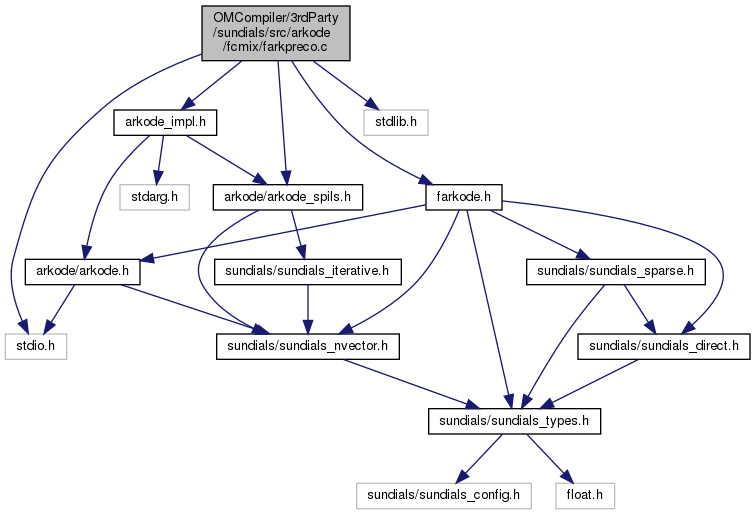 OMCompiler/3rdParty
/sundials/src/arkode
/fcmix/farkpreco.c
arkode_impl.h
stdlib.h
stdarg.h
arkode/arkode_spils.h
farkode.h
arkode/arkode.h
sundials/sundials_iterative.h
sundials/sundials_sparse.h
stdio.h
sundials/sundials_nvector.h
sundials/sundials_direct.h
sundials/sundials_types.h
sundials/sundials_config.h
float.h